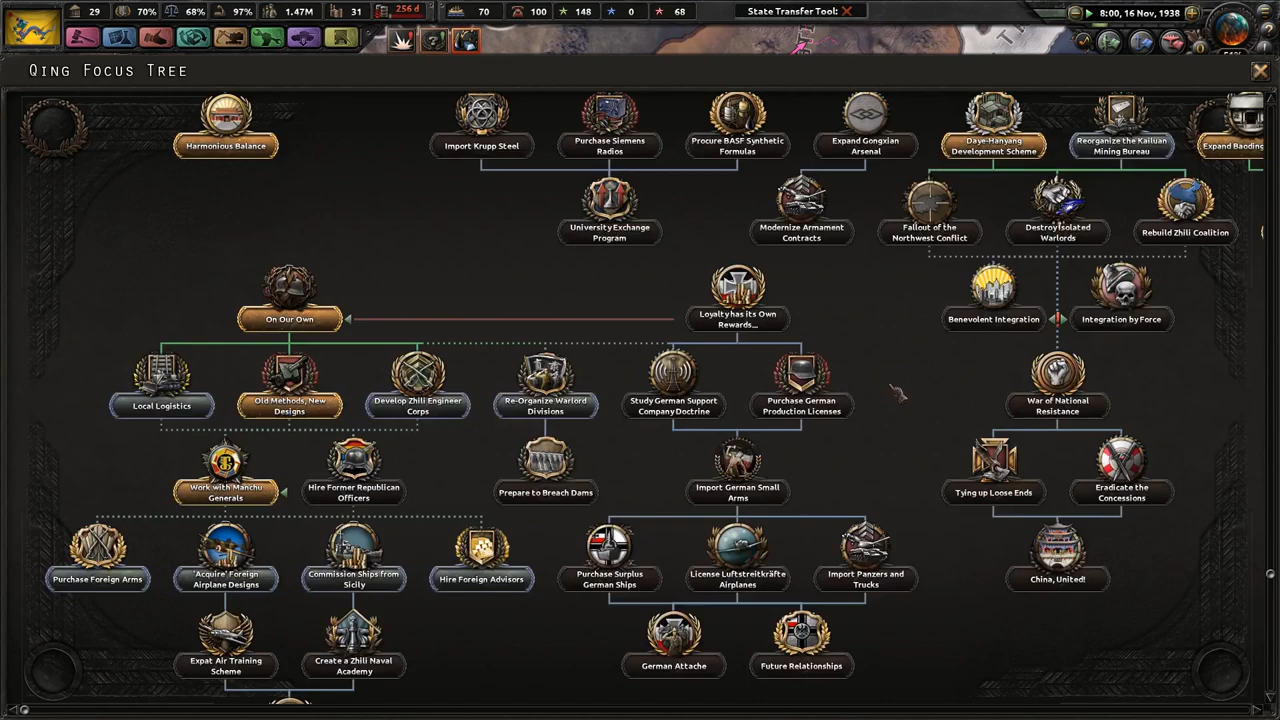 29
70%
68%
97%
1.47M
31
256 d
70
100
148
0
68
State Transfer Tool:
8:00, 16 Nov, 1938
Qing Focus Tree
Harmonious Balance
Import Krupp Steel
Purchase Siemens
Radios
Procure BASF Synthetic
Formulas
Expand Gongxian
Arsenal
Daye-Hanyang
Development Scheme
Reorganize the Kailuan
Mining Bureau
Expand Baoding
University Exchange
Program
Modernize Armament
Contracts
Fallout of the
Northwest Conflict
Destroy Isolated
Warlords
Rebuild Zhili Coalition
On Our Own
Loyalty has its Own
Rewards...
Benevolent Integration
Integration by Force
Local Logistics
Old Methods, New
Designs
Develop Zhili Engineer
Corps
Re-Organize Warlord
Divisions
Study German Support
Company Doctrine
Purchase German
Production Licenses
War of National
Resistance
Work with Manchu
Generals
Hire Former Republican
Officers
Prepare to Breach Dams
Import German Small
Arms
Tying up Loose Ends
Eradicate the
Concessions
Purchase Foreign Arms
'Acquire' Foreign
Airplane Designs
Commission Ships from
Sicily
Hire Foreign Advisors
Purchase Surplus
German Ships
License Luftstreitkräfte
Airplanes
Import Panzers and
Trucks
China, United!
Expat Air Training
Scheme
Create a Zhili Naval
Academy
German Attache
Future Relationships